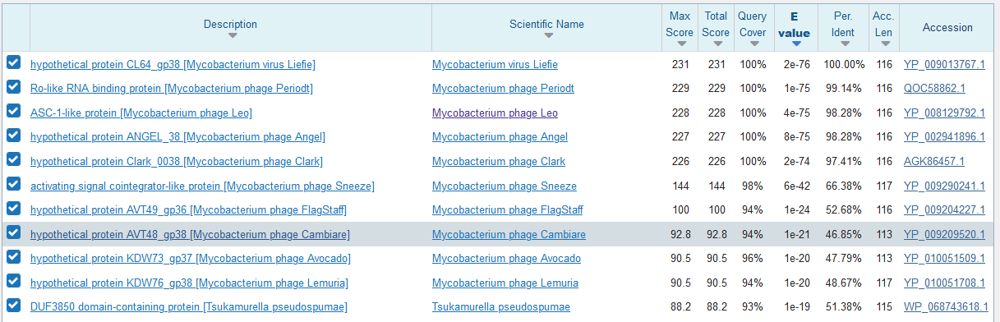 Description Scientific Name Max Score Total Score Query Cover E value Per. Ident Acc. Len Accession
hypothetical protein CL64_gp38 [Mycobacterium virus Liefie] Mycobacterium virus Liefie 231 231 100% 2e-76 100.00% 116 YP_009013767.1
Ro-like RNA binding protein [Mycobacterium phage Periodt] Mycobacterium phage Periodt 229 229 100% 1e-75 99.14% 116 QOC58862.1
ASC-1-like protein [Mycobacterium phage Leo] Mycobacterium phage Leo 228 228 100% 4e-75 98.28% 116 YP_008129792.1
hypothetical protein ANGEL_38 [Mycobacterium phage Angel] Mycobacterium phage Angel 227 227 100% 8e-75 98.28% 116 YP_002941896.1
hypothetical protein Clark_0038 [Mycobacterium phage Clark] Mycobacterium phage Clark 226 226 100% 2e-74 97.41% 116 AGK86457.1
activating signal cointegrator-like protein [Mycobacterium phage Sneeze] Mycobacterium phage Sneeze 144 144 98% 6e-42 66.38% 117 YP_009290241.1
hypothetical protein AVT49_gp36 [Mycobacterium phage FlagStaff] Mycobacterium phage FlagStaff 100 100 94% 1e-24 52.68% 116 YP_009204227.1
hypothetical protein AVT48_gp38 [Mycobacterium phage Cambiare] Mycobacterium phage Cambiare 92.8 92.8 94% 1e-21 46.85% 113 YP_009209520.1
hypothetical protein KDW73_gp37 [Mycobacterium phage Avocado] Mycobacterium phage Avocado 90.5 90.5 96% 1e-20 47.79% 113 YP_010051509.1
hypothetical protein KDW76_gp38 [Mycobacterium phage Lemuria] Mycobacterium phage Lemuria 90.5 90.5 94% 1e-20 48.67% 117 YP_010051708.1
DUF3850 domain-containing protein [Tsukamurella pseudospumae] Tsukamurella pseudospumae 88.2 88.2 93% 1e-19 51.38% 115 WP_068743618.1